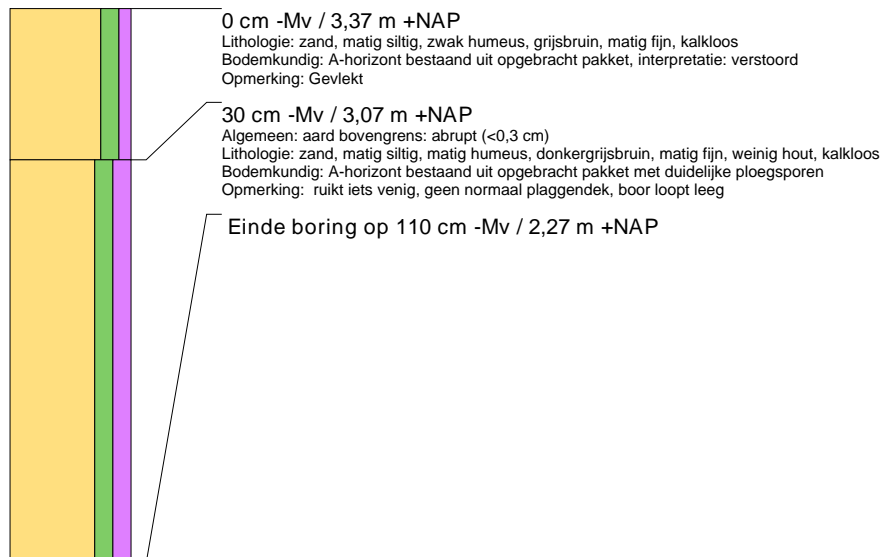 0 cm -Mv / 3,37 m +NAP
Lithologie: zand, matig siltig, zwak humeus, grijsbruin, matig fijn, kalkloos
Bodemkundig: A-horizont bestaand uit opgebracht pakket, interpretatie: verstoord
Opmerking: Gevlekt
30 cm -Mv / 3,07 m +NAP
Algemeen: aard bovengrens: abrupt (<0,3 cm)
Lithologie: zand, matig siltig, matig humeus, donkergrijsbruin, matig fijn, weinig hout, kalkloos
Bodemkundig: A-horizont bestaand uit opgebracht pakket met duidelijke ploegsporen
Opmerking: ruikt iets venig, geen normaal plaggendek, boor loopt leeg
Einde boring op 110 cm -Mv / 2,27 m +NAP